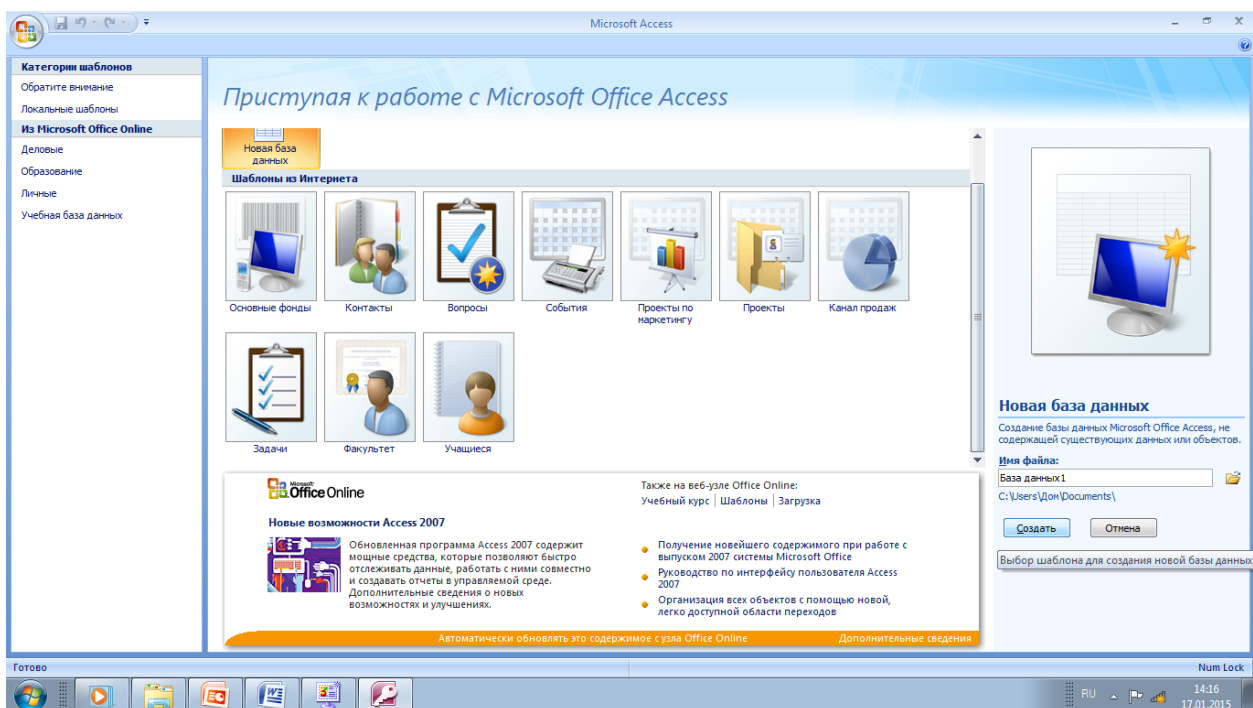 Microsoft Access
Категории шаблонов
Обратите внимание
Локальные шаблоны
Из Microsoft Office Online
Деловые
Образование
Личные
Учебная база данных
Приступая к работе с Microsoft Office Access
Новая база
данных
Шаблоны из Интернета
Основные фонды
Контакты
Вопросы
События
Проекты по
маркетингу
Проекты
Канал продаж
Задачи
Факультет
Учащиеся
Microsoft
Office Online
Новые возможности Access 2007
Обновленная программа Access 2007 содержит
мощные средства, которые позволяют быстро
отслеживать данные, работать с ними совместно
и создавать отчеты в управляемой среде.
Дополнительные сведения о новых
возможностях и улучшениях.
Также на веб-узле Office Online:
Учебный курс | Шаблоны | Загрузка
Получение новейшего содержимого при работе с
выпуском 2007 системы Microsoft Office
Руководство по интерфейсу пользователя Access
2007
Организация всех объектов с помощью новой,
легко доступной области переходов
Автоматически обновлять это содержимое с узла Office Online
Дополнительные сведения
Новая база данных
Создание базы данных Microsoft Office Access, не
содержащей существующих данных или объектов.
Имя файла:
База данных1
C:\Users\Дон\Documents\
Создать
Отмена
Выбор шаблона для создания новой базы данных
Готово
Num Lock
RU
14:16
17.01.2015